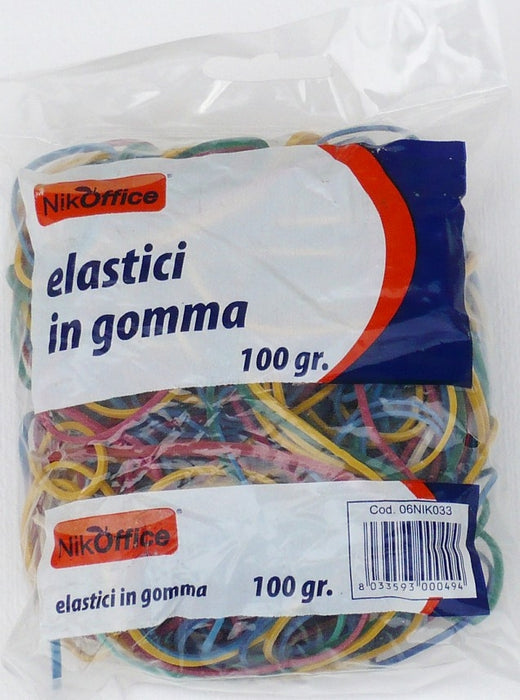 NikOffice
elastici
in gomma
100 gr.
NikOffice
elastici in gomma
100 gr.
Cod. 06NIK033
8 033593 000494